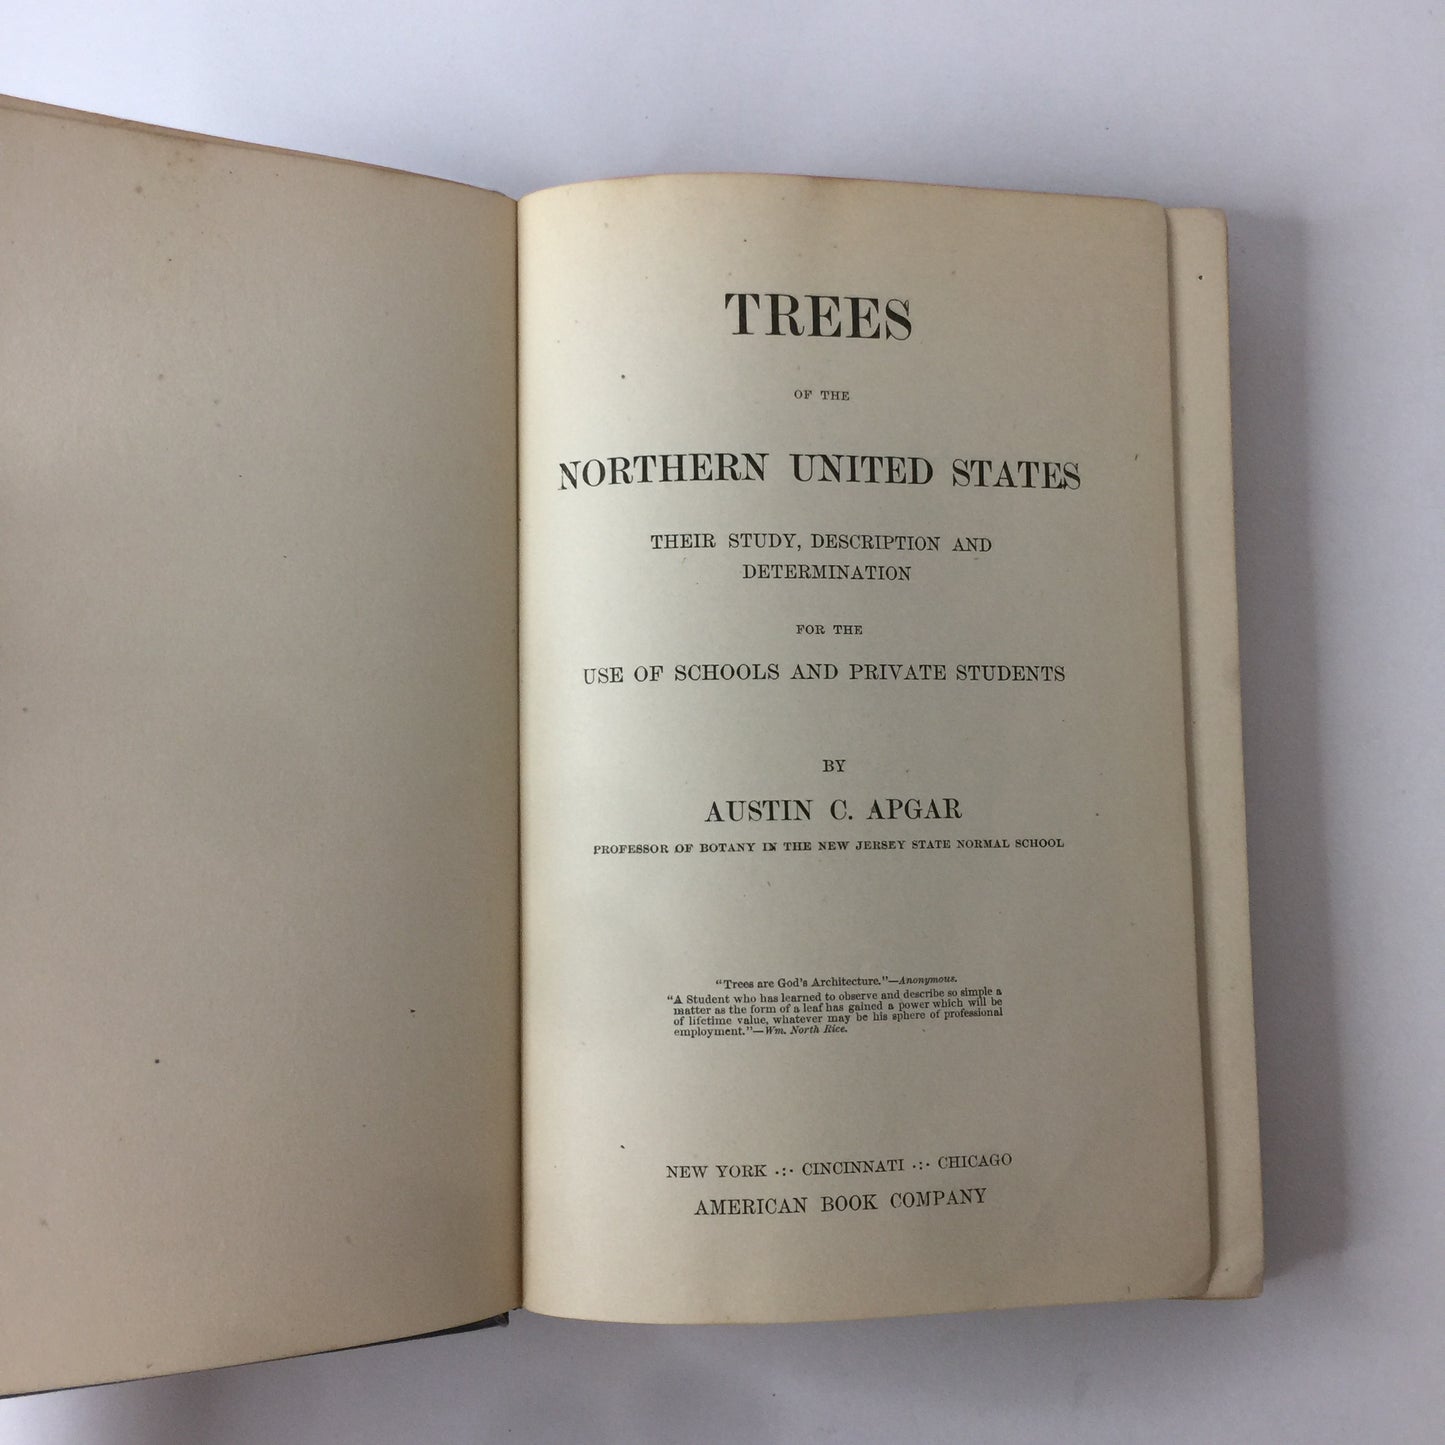 TREES
OF THE
NORTHERN UNITED STATES
THEIR STUDY, DESCRIPTION AND
DETERMINATION
FOR THE
USE OF SCHOOLS AND PRIVATE STUDENTS
BY
AUSTIN C. APGAR
PROFESSOR OF BOTANY IN THE NEW JERSEY STATE NORMAL SCHOOL
“Trees are God's Architecture.”—Anonymous.
“A Student who has learned to observe and describe so simple a
matter as the form of a leaf has gained a power which will be
of lifetime value, whatever may be his sphere of professional
employment.”—Wm. North Rice.
NEW YORK ·:· CINCINNATI ·:· CHICAGO
AMERICAN BOOK COMPANY